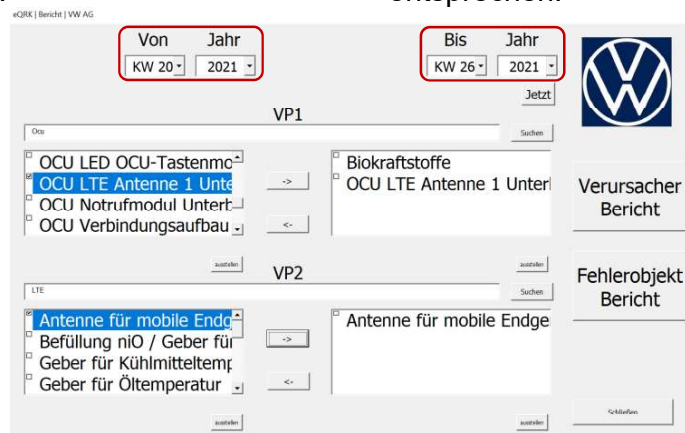 entsprechen.
eQRK | Bericht | VW AG
Von Jahr
KW 20 2021
Bis Jahr
KW 26 2021
Jetzt
VP1
Ocu
Suchen
OCU LED OCU-Tastenmo
OCU LTE Antenne 1 Unte
OCU Notrufmodul Unterb
OCU Verbindungsaufbau
->
<-
Biokraftstoffe
OCU LTE Antenne 1 Unterl
ausstellen
ausstellen
VP2
LTE
Suchen
Antenne für mobile Endg
Befüllung niO / Geber für
Geber für Kühlmitteltemp
Geber für Öltemperatur
->
<-
Antenne für mobile Endge
ausstellen
ausstellen
Verursacher
Bericht
Fehlerobjekt
Bericht
Schließen